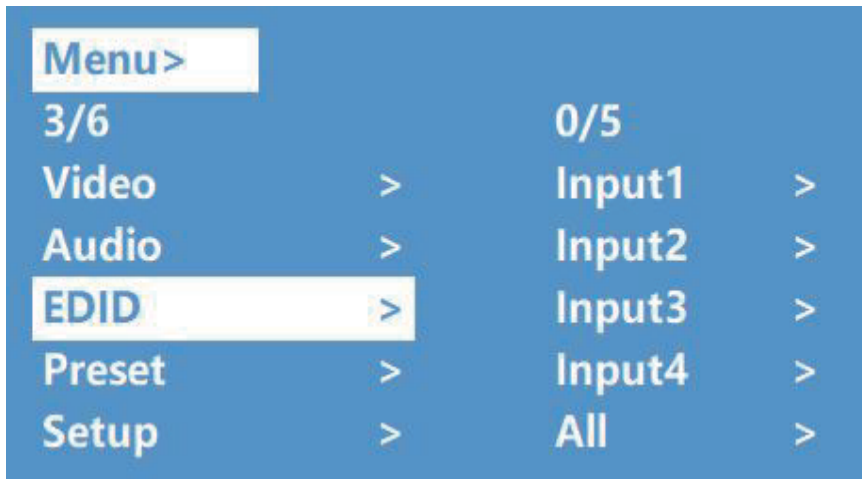 Menu>
3/6 0/5
Video > Input1 >
Audio > Input2 >
EDID > Input3 >
Preset > Input4 >
Setup > All >